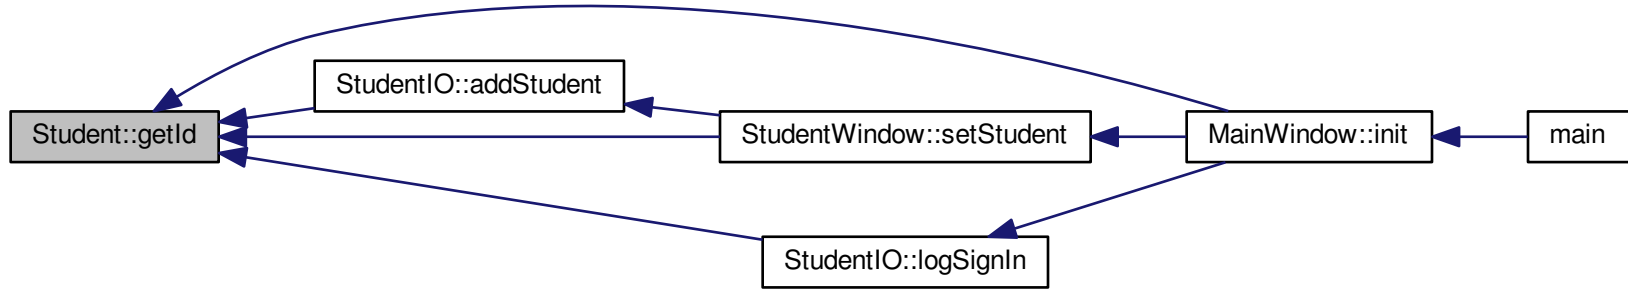 StudentIO::addStudent
Student::getId
StudentWindow::setStudent
MainWindow::init
main
StudentIO::logSignIn